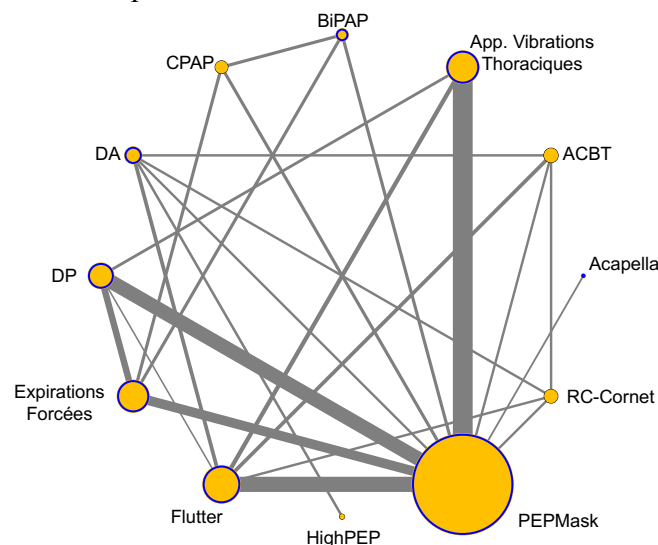 BiPAP
App. Vibrations
Thoraciques
CPAP
DA
ACBT
Acapella
DP
Expirations
Forcées
RC-Cornet
Flutter
HighPEP
PEPMask